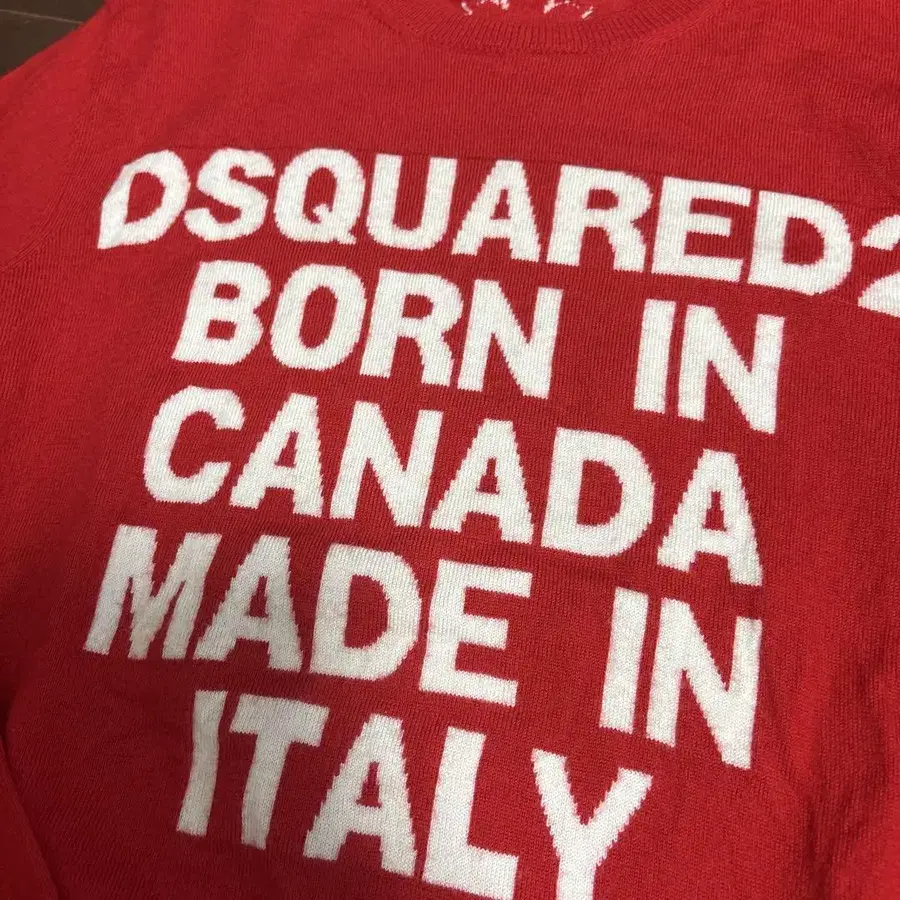 DSQUARED2
BORN IN
CANADA
MADE IN
ITALY